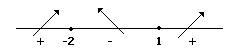 + -2 - 1 +